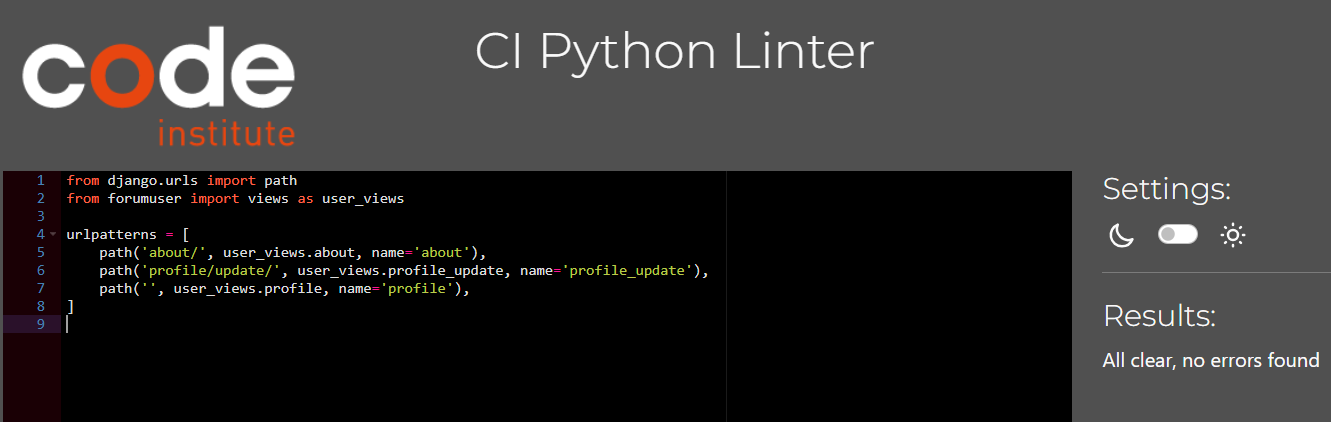 code
institute
CI Python Linter
1 from django.urls import path
2 from forumuser import views as user_views
3
4 urlpatterns = [
5     path('about/', user_views.about, name='about'),
6     path('profile/update/', user_views.profile_update, name='profile_update'),
7     path('', user_views.profile, name='profile'),
8 ]
9
Settings:
Results:
All clear, no errors found